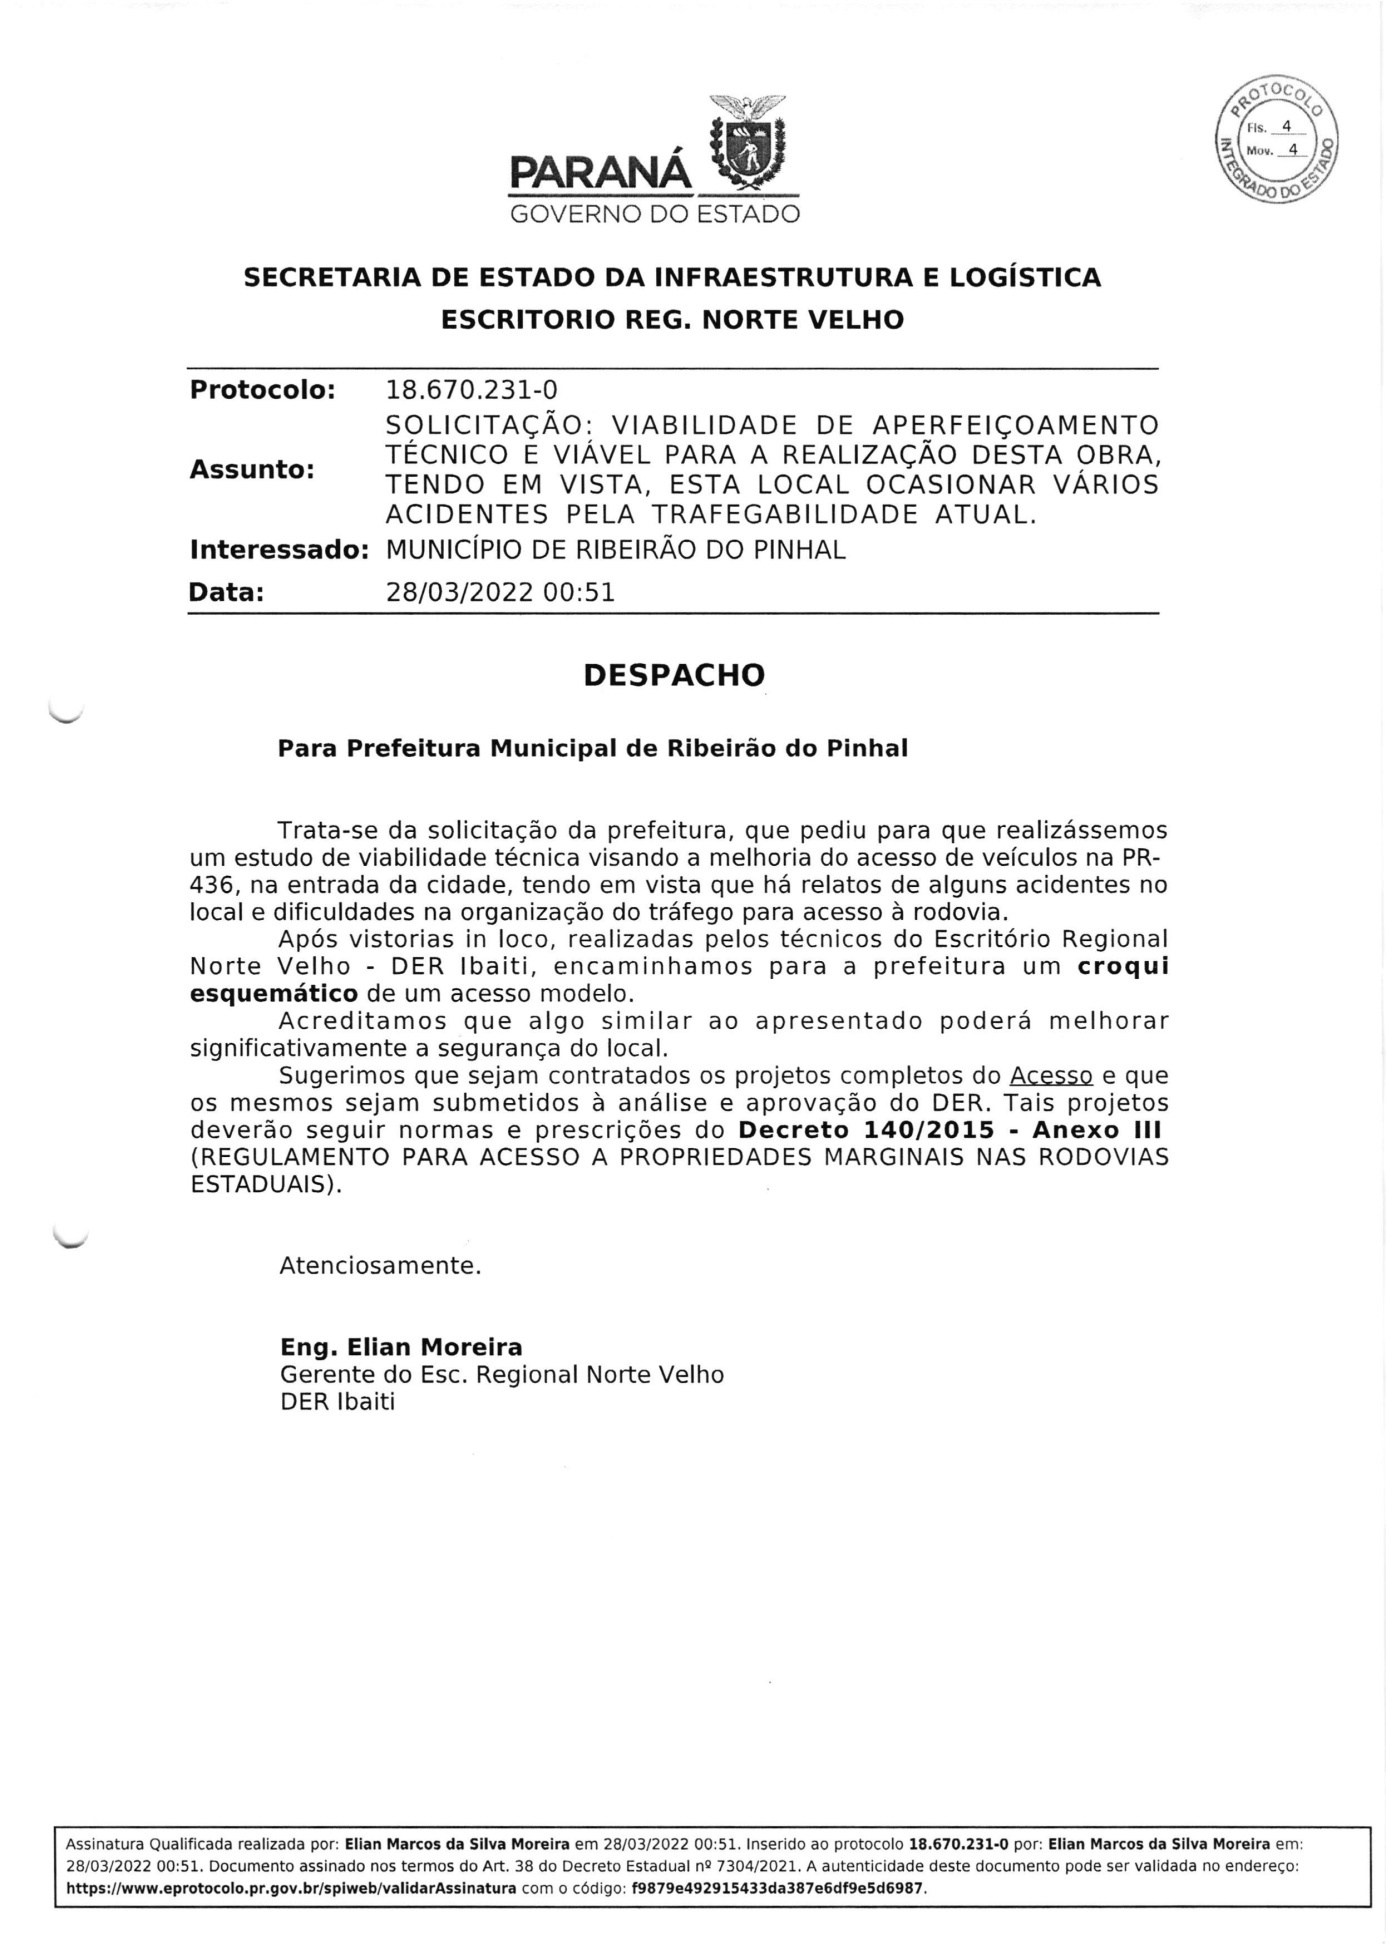 PROTOCOLO
Fls. 4
Mov. 4
INTEGRADO DO ESTADO
PARANÁ
GOVERNO DO ESTADO
SECRETARIA DE ESTADO DA INFRAESTRUTURA E LOGÍSTICA
ESCRITORIO REG. NORTE VELHO
Protocolo: 18.670.231-0
Assunto: SOLICITAÇÃO: VIABILIDADE DE APERFEIÇOAMENTO
TÉCNICO E VIÁVEL PARA A REALIZAÇÃO DESTA OBRA,
TENDO EM VISTA, ESTA LOCAL OCASIONAR VÁRIOS
ACIDENTES PELA TRAFEGABILIDADE ATUAL.
Interessado: MUNICÍPIO DE RIBEIRÃO DO PINHAL
Data: 28/03/2022 00:51
DESPACHO
Para Prefeitura Municipal de Ribeirão do Pinhal
Trata-se da solicitação da prefeitura, que pediu para que realizássemos
um estudo de viabilidade técnica visando a melhoria do acesso de veículos na PR-
436, na entrada da cidade, tendo em vista que há relatos de alguns acidentes no
local e dificuldades na organização do tráfego para acesso à rodovia.
Após vistorias in loco, realizadas pelos técnicos do Escritório Regional
Norte Velho - DER Ibaiti, encaminhamos para a prefeitura um croqui
esquemático de um acesso modelo.
Acreditamos que algo similar ao apresentado poderá melhorar
significativamente a segurança do local.
Sugerimos que sejam contratados os projetos completos do Acesso e que
os mesmos sejam submetidos à análise e aprovação do DER. Tais projetos
deverão seguir normas e prescrições do Decreto 140/2015 - Anexo III
(REGULAMENTO PARA ACESSO A PROPRIEDADES MARGINAIS NAS RODOVIAS
ESTADUAIS).
Atenciosamente.
Eng. Elian Moreira
Gerente do Esc. Regional Norte Velho
DER Ibaiti
Assinatura Qualificada realizada por: Elian Marcos da Silva Moreira em 28/03/2022 00:51. Inserido ao protocolo 18.670.231-0 por: Elian Marcos da Silva Moreira em:
28/03/2022 00:51. Documento assinado nos termos do Art. 38 do Decreto Estadual nº 7304/2021. A autenticidade deste documento pode ser validada no endereço:
https://www.eprotocolo.pr.gov.br/spiweb/validarAssinatura com o código: f9879e492915433da387e6df9e5d6987.